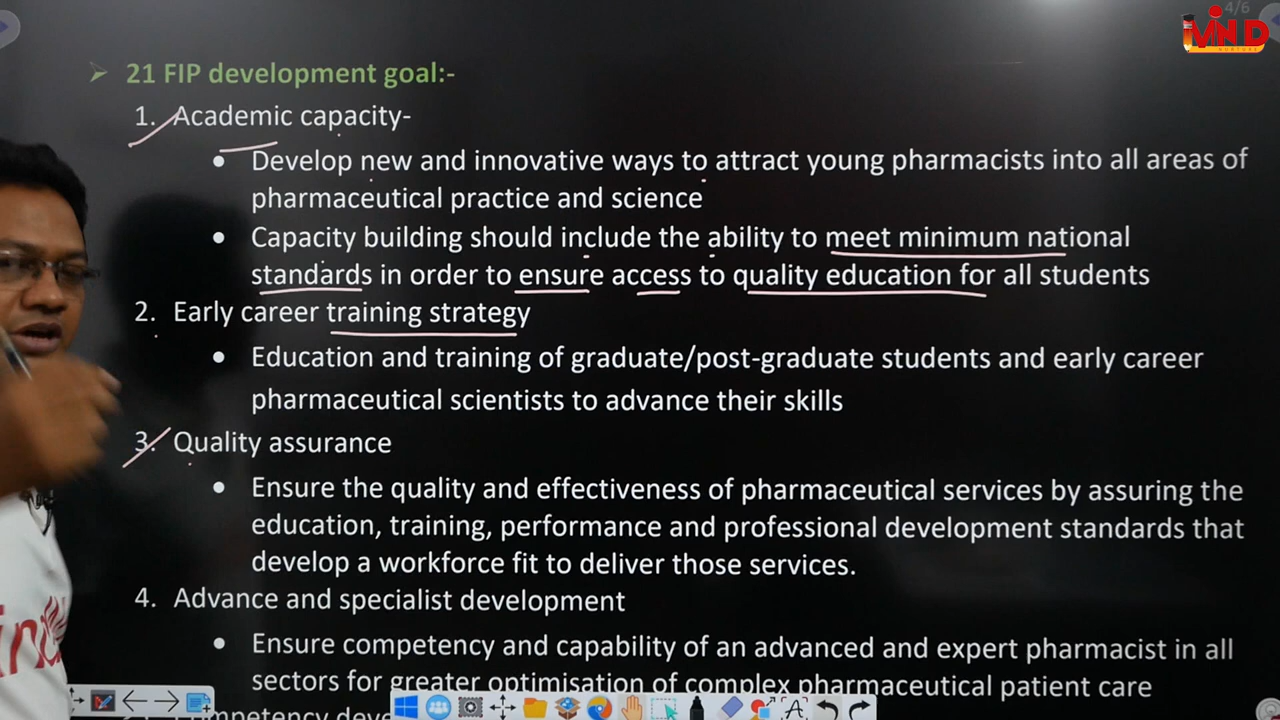 4/6
MIND
21 FIP development goal:-
1. Academic capacity-
• Develop new and innovative ways to attract young pharmacists into all areas of
pharmaceutical practice and science
• Capacity building should include the ability to meet minimum national
standards in order to ensure access to quality education for all students
2. Early career training strategy
• Education and training of graduate/post-graduate students and early career
pharmaceutical scientists to advance their skills
3. Quality assurance
• Ensure the quality and effectiveness of pharmaceutical services by assuring the
education, training, performance and professional development standards that
develop a workforce fit to deliver those services.
4. Advance and specialist development
• Ensure competency and capability of an advanced and expert pharmacist in all
sectors for greater optimisation of complex pharmaceutical patient care